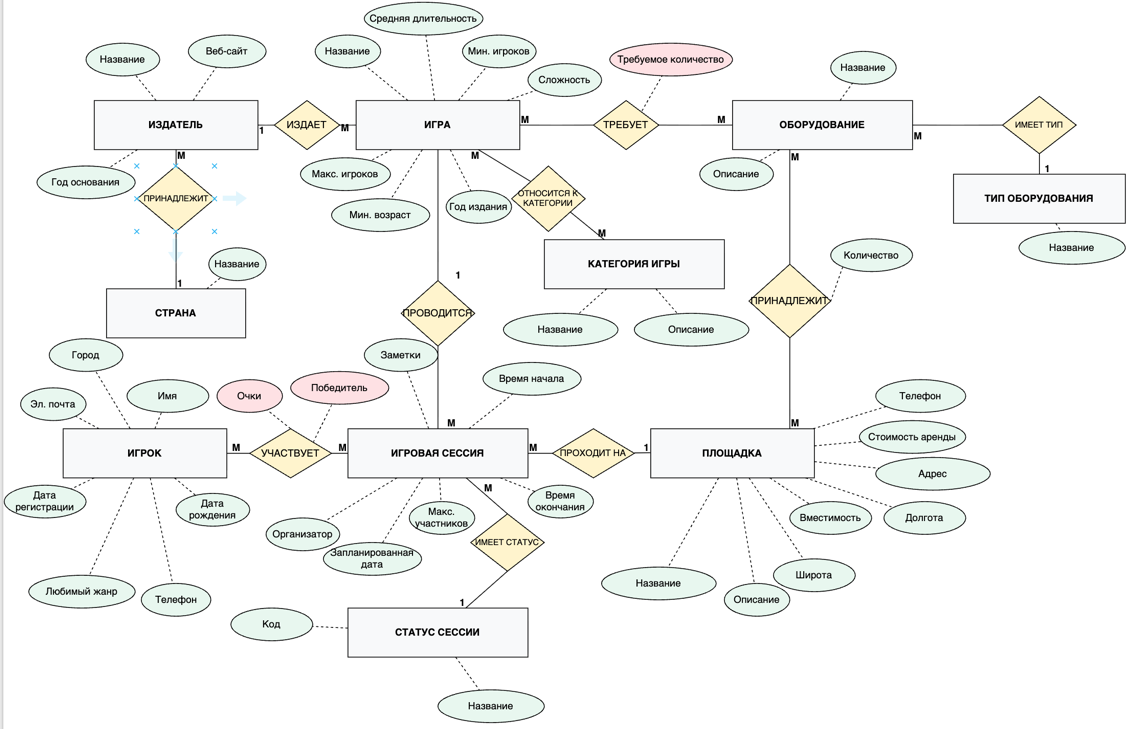 Средняя длительность
Название
Веб-сайт
Название
Мин. игроков
Требуемое количество
Название
Сложность
ИЗДАТЕЛЬ
1
ИЗДАЕТ
M
ИГРА
M
ТРЕБУЕТ
M
ОБОРУДОВАНИЕ
M
ИМЕЕТ ТИП
1
M
Год основания
ПРИНАДЛЕЖИТ
Макс. игроков
Мин. возраст
Год издания
M
ОТНОСИТСЯ К
КАТЕГОРИИ
M
Описание
M
ТИП ОБОРУДОВАНИЯ
Название
Название
1
СТРАНА
КАТЕГОРИЯ ИГРЫ
Название
Описание
1
ПРОВОДИТСЯ
M
ПРИНАДЛЕЖИТ
Количество
M
Город
Эл. почта
Имя
Очки
Победитель
Заметки
Время начала
Телефон
Стоимость аренды
Адрес
ИГРОК
M
УЧАСТВУЕТ
M
ИГРОВАЯ СЕССИЯ
M
ПРОХОДИТ НА
1
ПЛОЩАДКА
Дата
регистрации
Дата
рождения
Любимый жанр
Телефон
Организатор
Запланированная
дата
Макс.
участников
M
Время
окончания
ИМЕЕТ СТАТУС
1
Вместимость
Долгота
Название
Описание
Широта
Код
СТАТУС СЕССИИ
Название